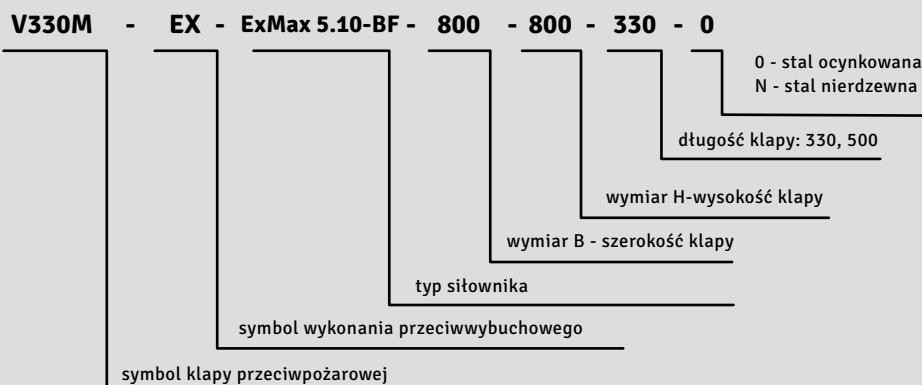 V330M - EX - ExMax 5.10-BF - 800 - 800 - 330 - 0
0 - stal ocynkowana
N - stal nierdzewna
długość klapy: 330, 500
wymiar H-wysokość klapy
wymiar B - szerokość klapy
typ siłownika
symbol wykonania przeciwwybuchowego
symbol klapy przeciwpożarowej